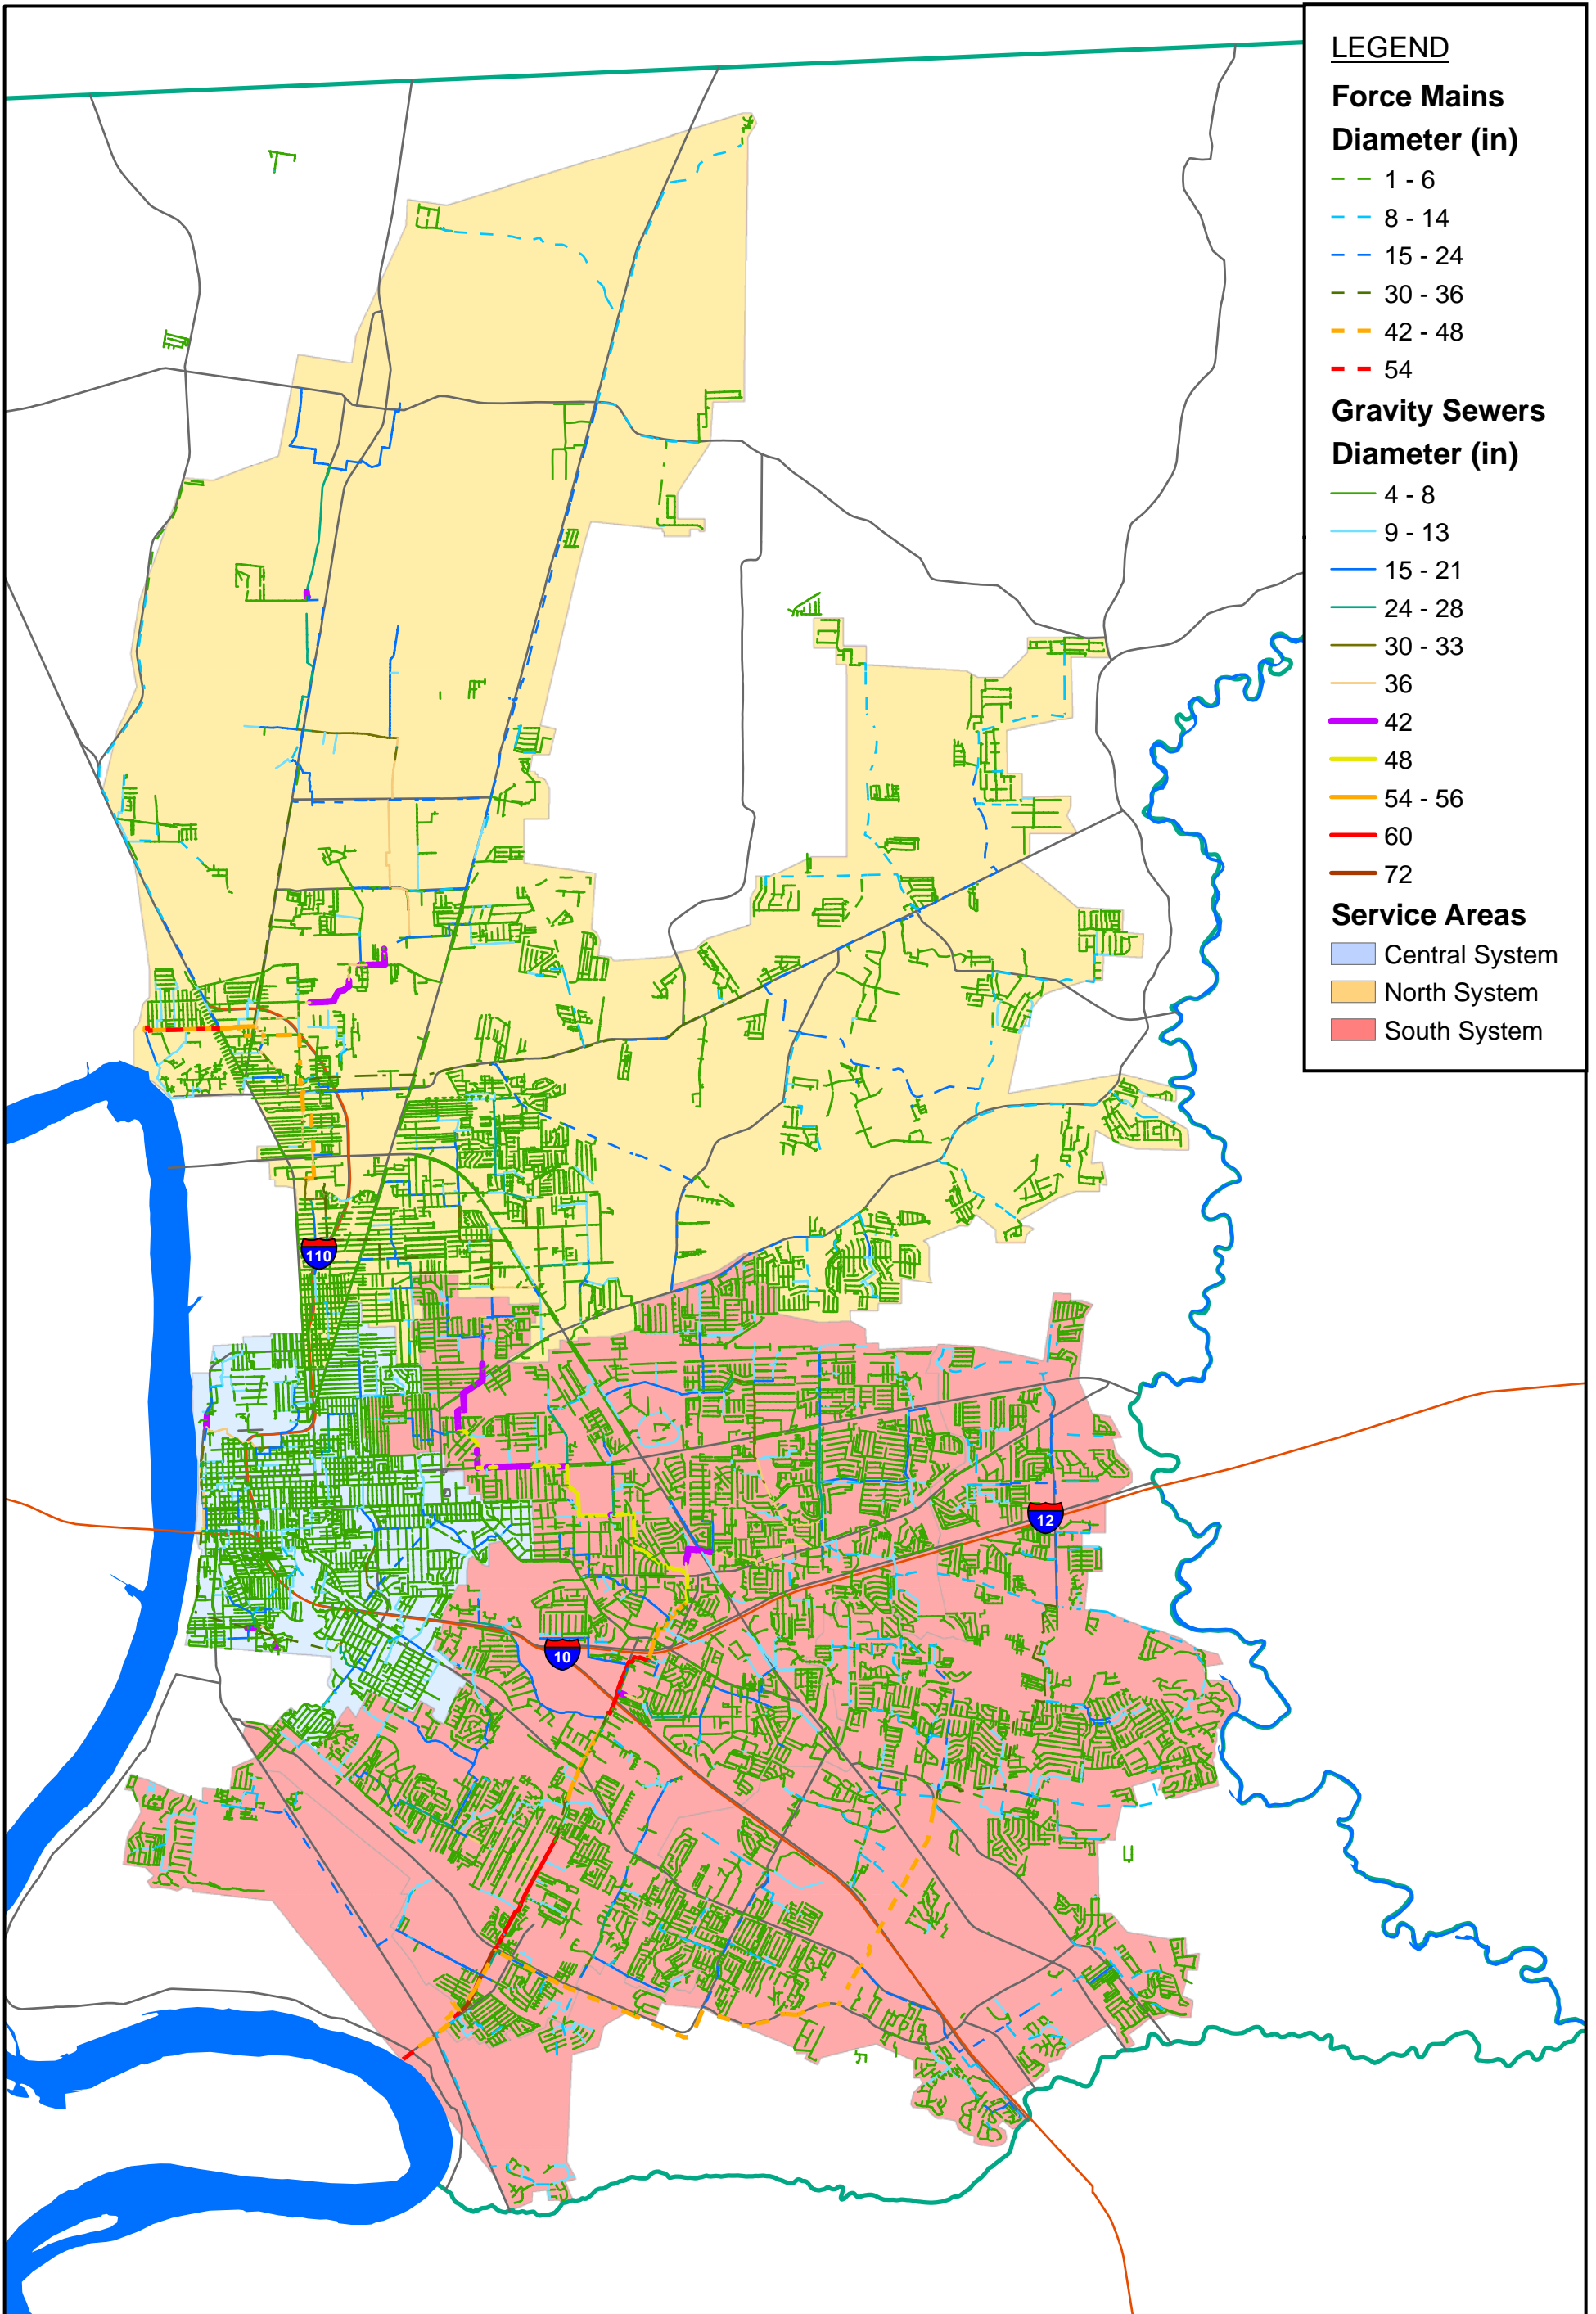 LEGEND
Force Mains
Diameter (in)
1 - 6
8 - 14
15 - 24
30 - 36
42 - 48
54
Gravity Sewers
Diameter (in)
4 - 8
9 - 13
15 - 21
24 - 28
30 - 33
36
42
48
54 - 56
60
72
Service Areas
Central System
North System
South System
110
12
10